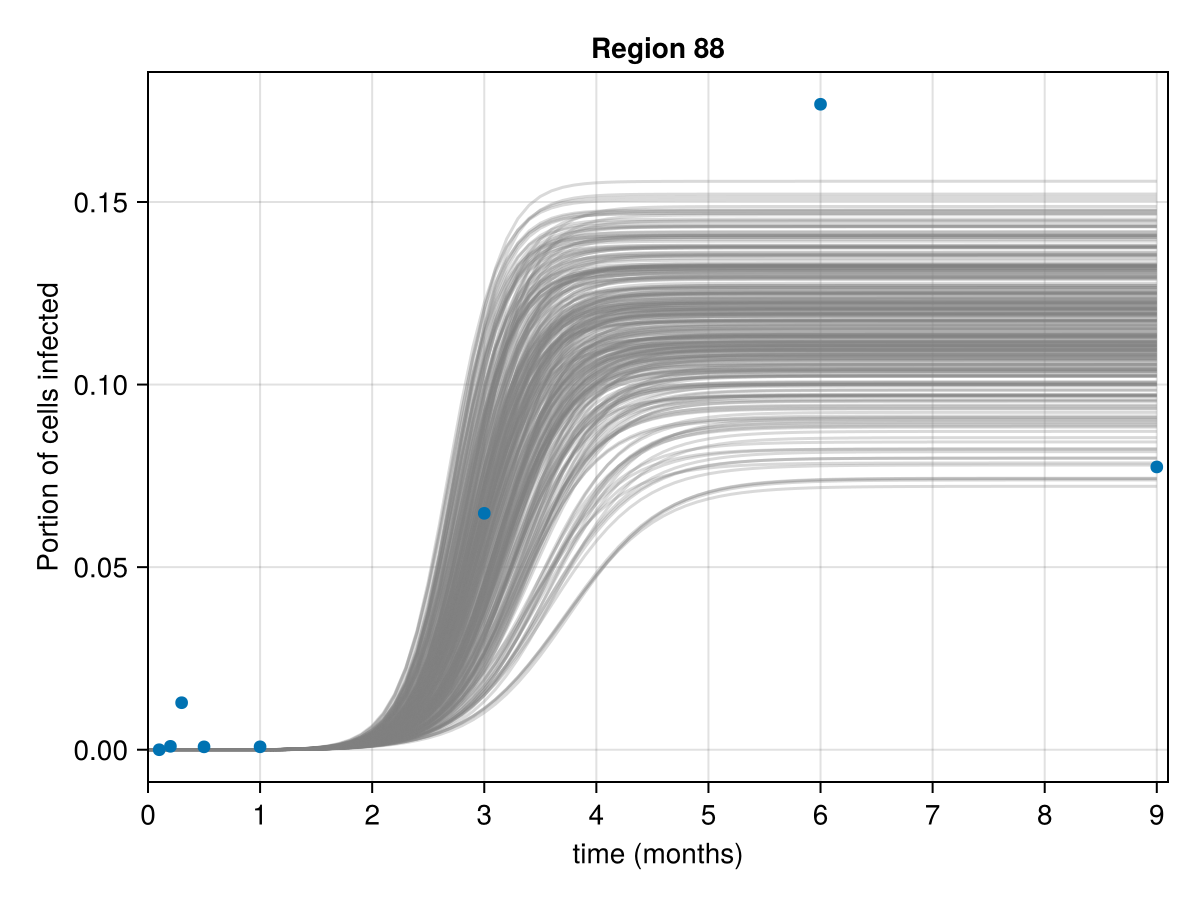 Region 88
Portion of cells infected
0.15
0.10
0.05
0.00
0 1 2 3 4 5 6 7 8 9
time (months)